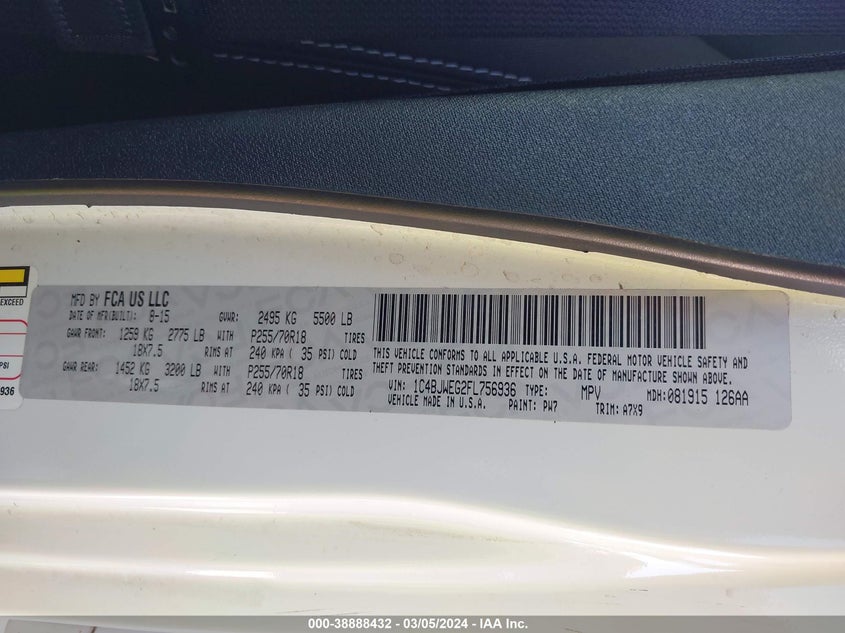 EXCEED
PSI
936
MFD BY FCA US LLC
DATE OF MFR(BUILT): 8-15 GVWR: 2495 KG 5500 LB
GAWR FRONT: 1259 KG 2775 LB WITH P255/70R18 TIRES
18X7.5 RIMS AT 240 KPA ( 35 PSI) COLD
GAWR REAR: 1452 KG 3200 LB WITH P255/70R18 TIRES
18X7.5 RIMS AT 240 KPA ( 35 PSI) COLD
THIS VEHICLE CONFORMS TO ALL APPLICABLE U.S.A. FEDERAL MOTOR VEHICLE SAFETY AND
THEFT PREVENTION STANDARDS IN EFFECT ON THE DATE OF MANUFACTURE SHOWN ABOVE.
VIN: 1C4BJWEG2FL756936 TYPE: MPV MDH: 081915 126AA
VEHICLE MADE IN U.S.A. PAINT: PW7 TRIM: A7X9
000-38888432 — 03/05/2024 — IAA Inc.